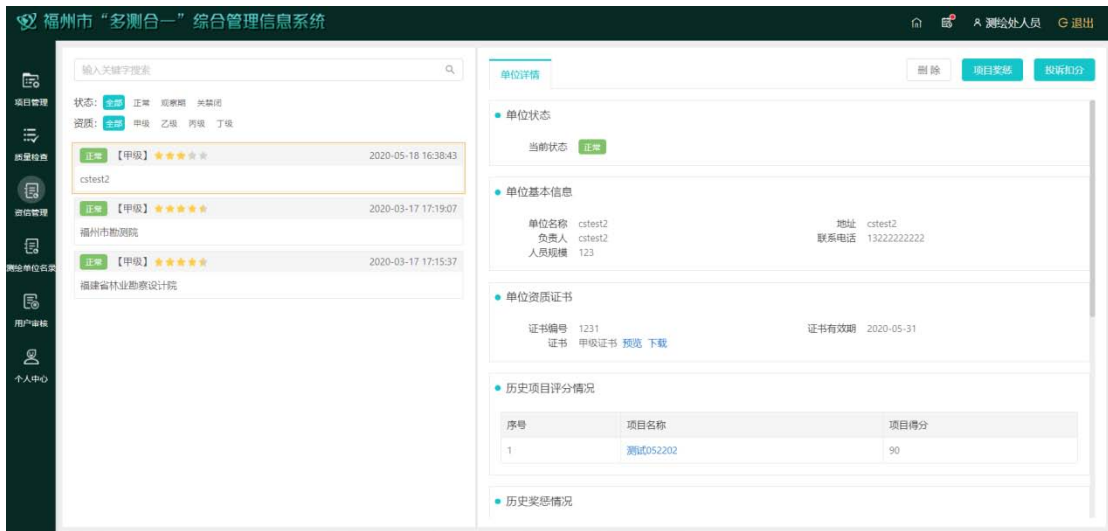 福州市“多测合一”综合管理信息系统
测绘处人员 退出
项目管理
质量检查
资信管理
测绘单位名录
用户审核
个人中心
输入关键字搜索
状态: 全部 正常 观察期 关禁闭
资质: 全部 甲级 乙级 丙级 丁级
正常 【甲级】 2020-05-18 16:38:43
cstest2
正常 【甲级】 2020-03-17 17:19:07
福州市勘测院
正常 【甲级】 2020-03-17 17:15:37
福建省林业勘察设计院
单位详情 删 除 项目奖惩 投诉扣分
单位状态
当前状态 正常
单位基本信息
单位名称 cstest2 地址 cstest2
负责人 cstest2 联系电话 13222222222
人员规模 123
单位资质证书
证书编号 1231 证书有效期 2020-05-31
证书 甲级证书 预览 下载
历史项目评分情况
序号 项目名称 项目得分
1 测试052202 90
历史奖惩情况